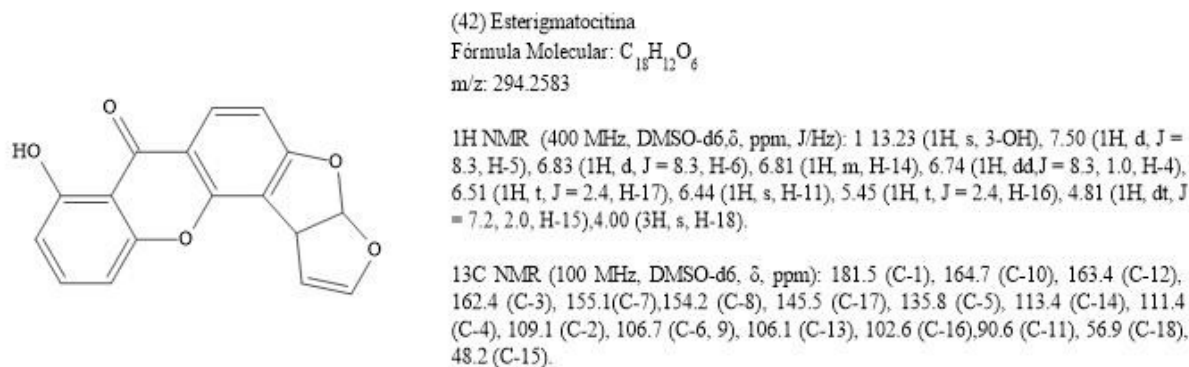 (42) Esterigmatocitina
Fórmula Molecular: C18H12O6
m/z: 294.2583
1H NMR (400 MHz, DMSO-d6,δ, ppm, J/Hz): 1 13.23 (1H, s, 3-OH), 7.50 (1H, d, J =
8.3, H-5), 6.83 (1H, d, J = 8.3, H-6), 6.81 (1H, m, H-14), 6.74 (1H, dd,J = 8.3, 1.0, H-4),
6.51 (1H, t, J = 2.4, H-17), 6.44 (1H, s, H-11), 5.45 (1H, t, J = 2.4, H-16), 4.81 (1H, dt, J
= 7.2, 2.0, H-15),4.00 (3H, s, H-18).
13C NMR (100 MHz, DMSO-d6, δ, ppm): 181.5 (C-1), 164.7 (C-10), 163.4 (C-12),
162.4 (C-3), 155.1(C-7),154.2 (C-8), 145.5 (C-17), 135.8 (C-5), 113.4 (C-14), 111.4
(C-4), 109.1 (C-2), 106.7 (C-6, 9), 106.1 (C-13), 102.6 (C-16),90.6 (C-11), 56.9 (C-18),
48.2 (C-15).
O
HO
O
O
O